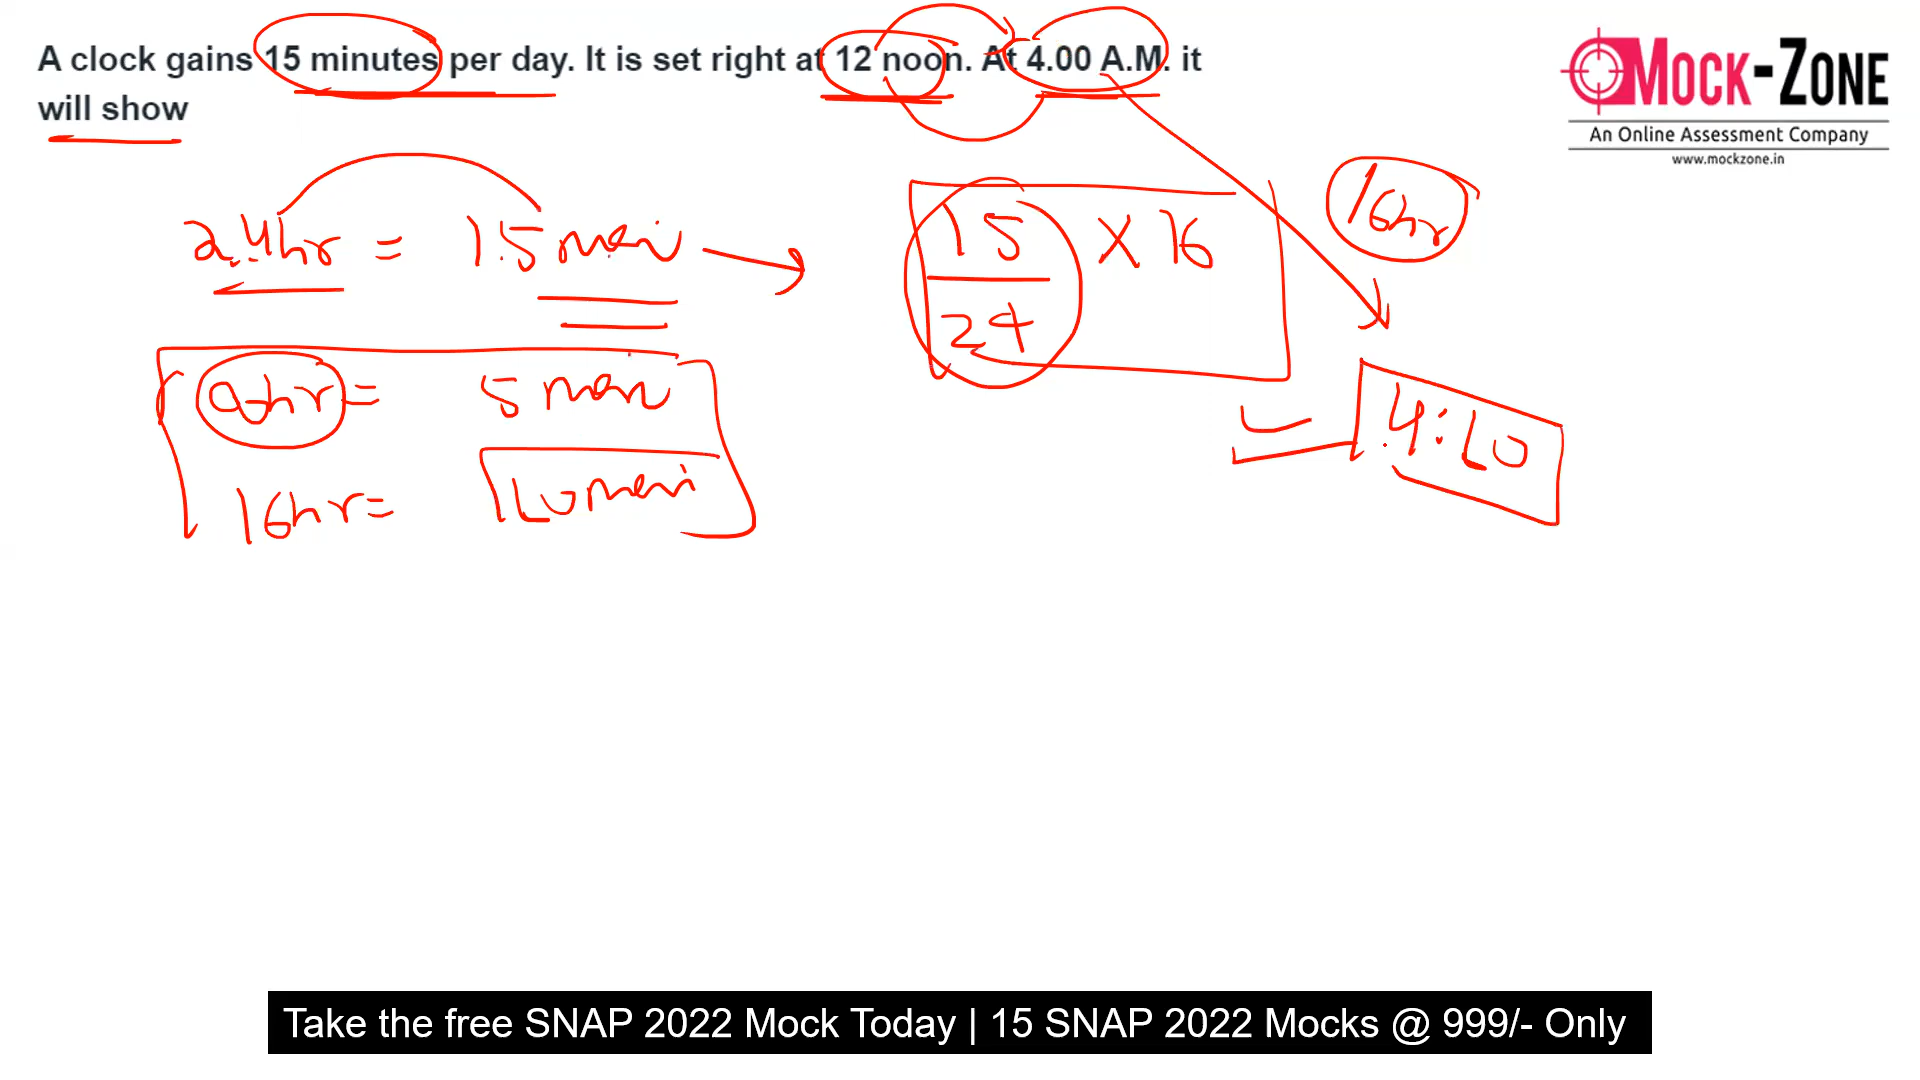 A clock gains 15 minutes per day. It is set right at 12 noon. At 4.00 A.M. it
will show
MOCK-ZONE
An Online Assessment Company
www.mockzone.in
16hr
24hr = 15 min
15
24
× 16
8hr = 5 min
16hr = 10 min
4:10
Take the free SNAP 2022 Mock Today | 15 SNAP 2022 Mocks @ 999/- Only